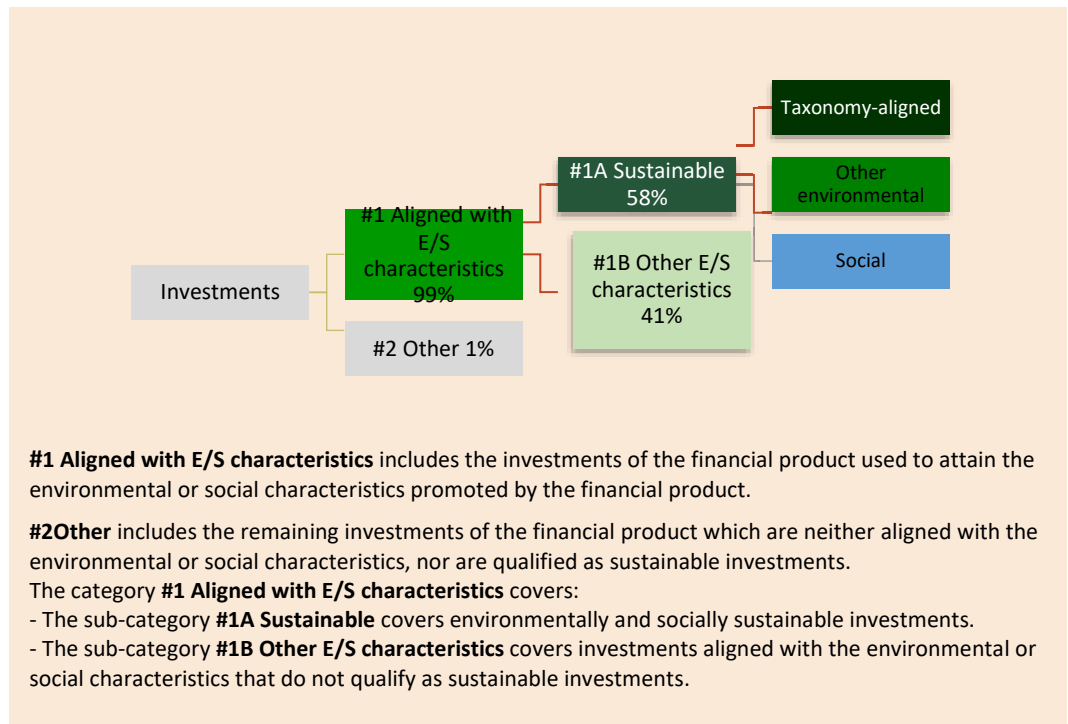 Taxonomy-aligned
#1A Sustainable
58%
Other
environmental
#1 Aligned with
E/S
characteristics
99%
#1B Other E/S
characteristics
41%
Social
Investments
#2 Other 1%
#1 Aligned with E/S characteristics includes the investments of the financial product used to attain the
environmental or social characteristics promoted by the financial product.
#2Other includes the remaining investments of the financial product which are neither aligned with the
environmental or social characteristics, nor are qualified as sustainable investments.
The category #1 Aligned with E/S characteristics covers:
- The sub-category #1A Sustainable covers environmentally and socially sustainable investments.
- The sub-category #1B Other E/S characteristics covers investments aligned with the environmental or
social characteristics that do not qualify as sustainable investments.